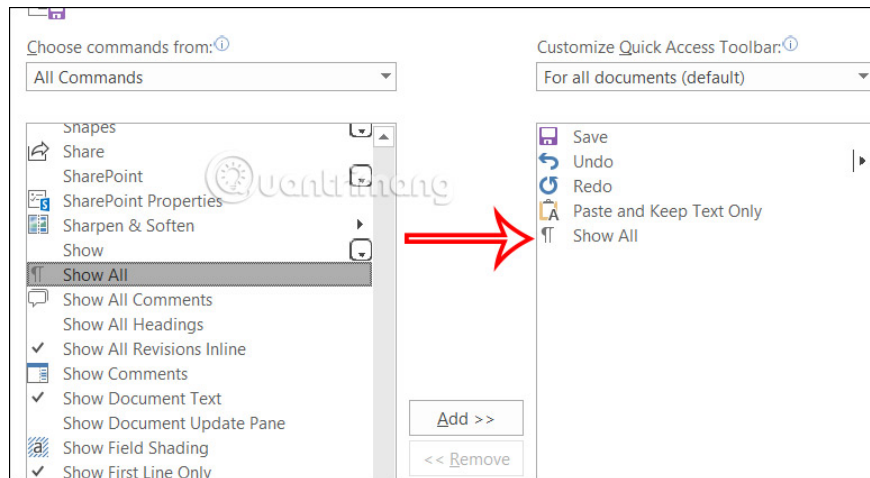 Choose commands from:
All Commands
Shapes
Share
SharePoint
SharePoint Properties
Sharpen & Soften
Show
Show All
Show All Comments
Show All Headings
Show All Revisions Inline
Show Comments
Show Document Text
Show Document Update Pane
Show Field Shading
Show First Line Only
Quantrimang
Add >>
<< Remove
Customize Quick Access Toolbar:
For all documents (default)
Save
Undo
Redo
Paste and Keep Text Only
Show All